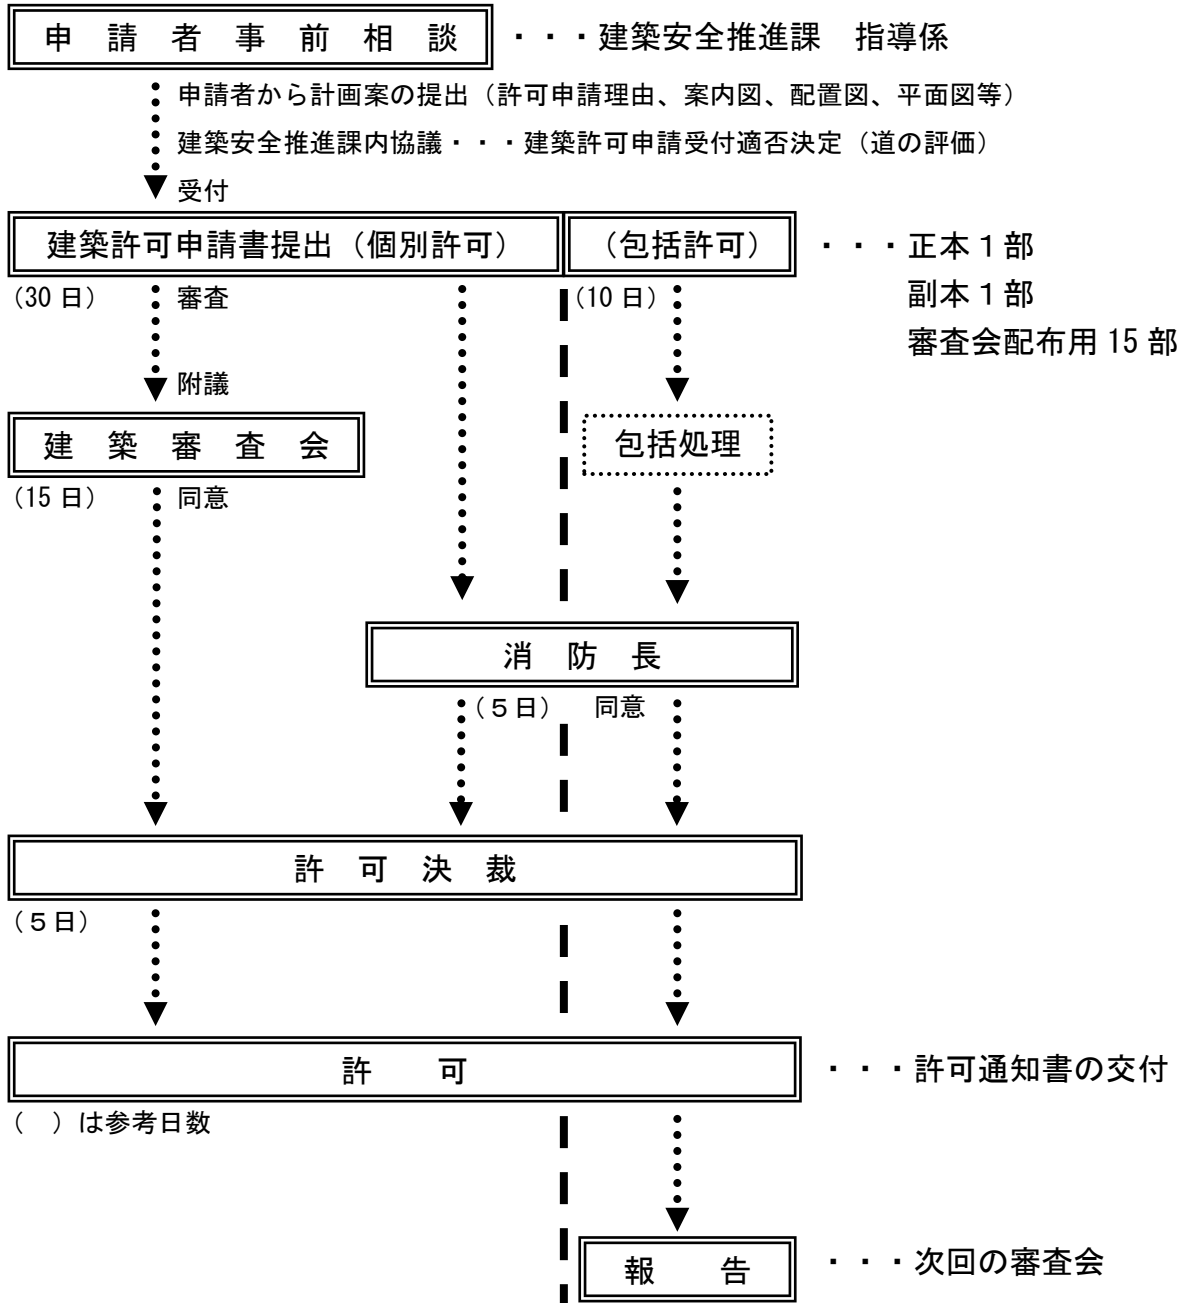 申 請 者 事 前 相 談 ・・・建築安全推進課　指導係
申請者から計画案の提出（許可申請理由、案内図、配置図、平面図等）
建築安全推進課内協議・・・建築許可申請受付適否決定（道の評価）
受付
建築許可申請書提出（個別許可） （包括許可） ・・・正本１部
（30 日） 審査 （10 日） 副本１部
審査会配布用 15 部
附議
建 築 審 査 会 包括処理
（15 日） 同意
消 防 長
（５日） 同意
許 可 決 裁
（５日）
許 可 ・・・許可通知書の交付
（　）は参考日数
報 告 ・・・次回の審査会